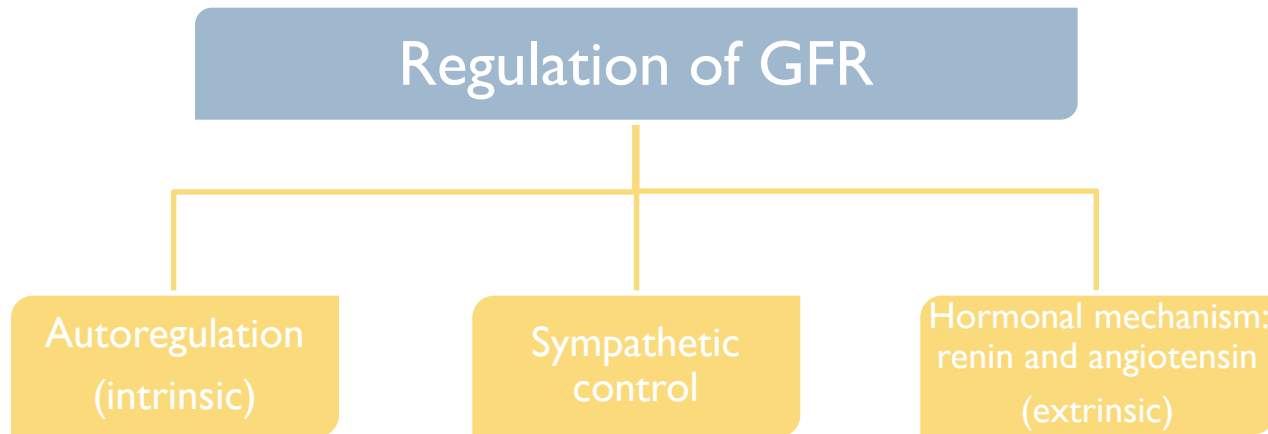 Regulation of GFR
Autoregulation
(intrinsic)
Sympathetic
control
Hormonal mechanism:
renin and angiotensin
(extrinsic)